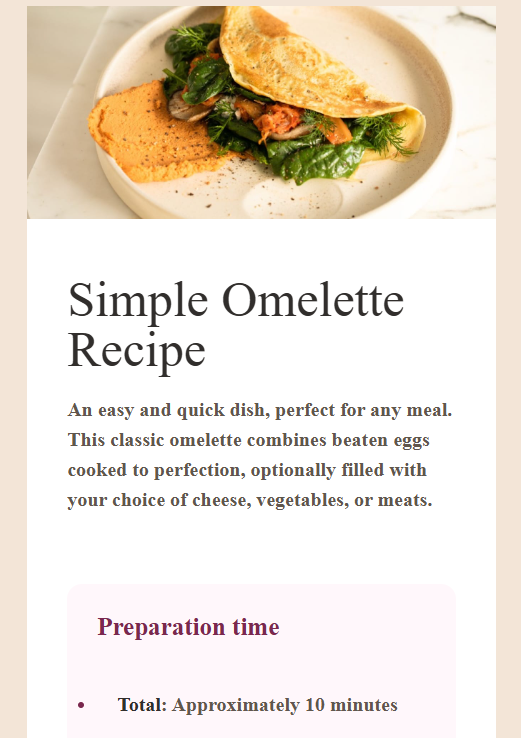 Simple Omelette
Recipe
An easy and quick dish, perfect for any meal.
This classic omelette combines beaten eggs
cooked to perfection, optionally filled with
your choice of cheese, vegetables, or meats.
Preparation time
• Total: Approximately 10 minutes